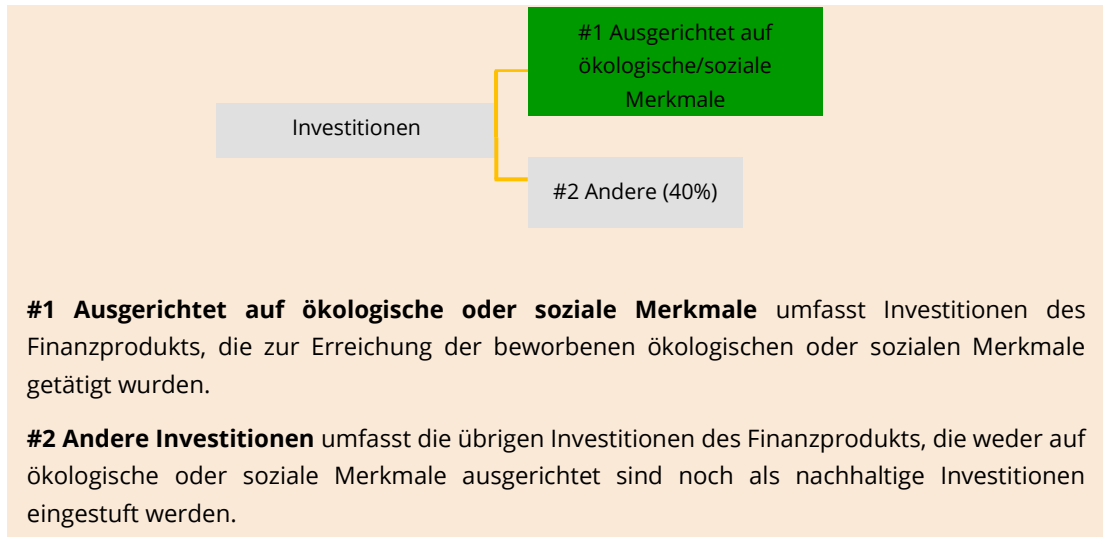 #1 Ausgerichtet auf
ökologische/soziale
Merkmale
Investitionen
#2 Andere (40%)
#1 Ausgerichtet auf ökologische oder soziale Merkmale umfasst Investitionen des
Finanzprodukts, die zur Erreichung der beworbenen ökologischen oder sozialen Merkmale
getätigt wurden.
#2 Andere Investitionen umfasst die übrigen Investitionen des Finanzprodukts, die weder auf
ökologische oder soziale Merkmale ausgerichtet sind noch als nachhaltige Investitionen
eingestuft werden.